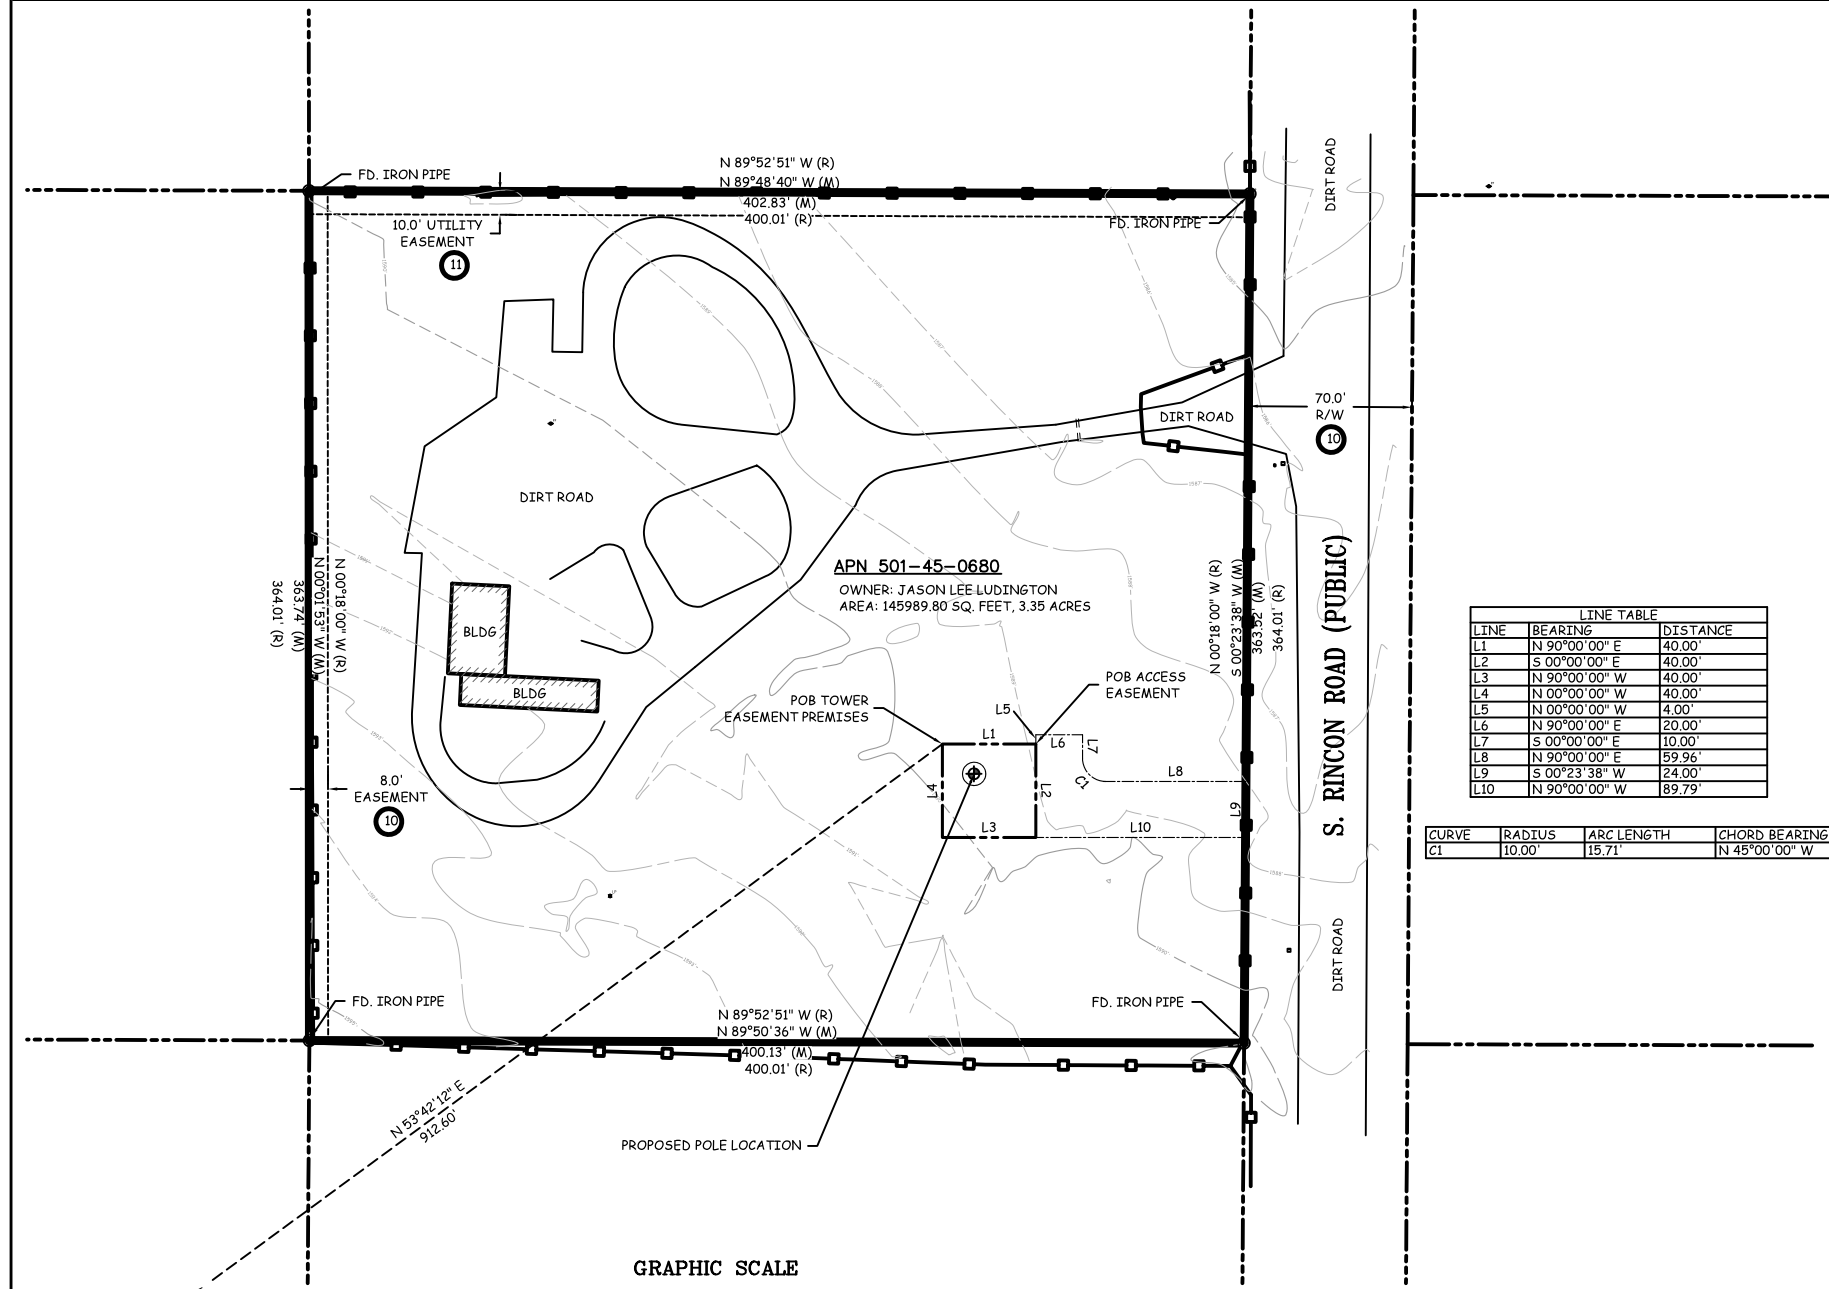 N 89°52'51" W (R)
N 89°48'40" W (M)
402.83' (M)
400.01' (R)
FD. IRON PIPE
FD. IRON PIPE
10.0' UTILITY
EASEMENT
11
DIRT ROAD
70.0'
R/W
10
DIRT ROAD
DIRT ROAD
APN 501-45-0680
OWNER: JASON LEE LUDINGTON
AREA: 145989.80 SQ. FEET, 3.35 ACRES
N 00°18'00" W (R)
N 00°01'53" W (M)
363.74' (M)
364.01' (R)
N 00°18'00" W (R)
S 00°23'38" W (M)
363.52' (M)
364.01' (R)
S. RINCON ROAD (PUBLIC)
BLDG
BLDG
POB TOWER
EASEMENT PREMISES
POB ACCESS
EASEMENT
L5
L1
L6
L7
C1
L8
L4
L2
L9
L3
L10
8.0'
EASEMENT
10
DIRT ROAD
FD. IRON PIPE
FD. IRON PIPE
N 89°52'51" W (R)
N 89°50'36" W (M)
400.13' (M)
400.01' (R)
N 53°42'12" E
912.60'
PROPOSED POLE LOCATION
GRAPHIC SCALE
LINE TABLE
LINE BEARING DISTANCE
L1 N 90°00'00" E 40.00'
L2 S 00°00'00" E 40.00'
L3 N 90°00'00" W 40.00'
L4 N 00°00'00" W 40.00'
L5 N 00°00'00" W 4.00'
L6 N 90°00'00" E 20.00'
L7 S 00°00'00" E 10.00'
L8 N 90°00'00" E 59.96'
L9 S 00°23'38" W 24.00'
L10 N 90°00'00" W 89.79'
CURVE RADIUS ARC LENGTH CHORD BEARING
C1 10.00' 15.71' N 45°00'00" W